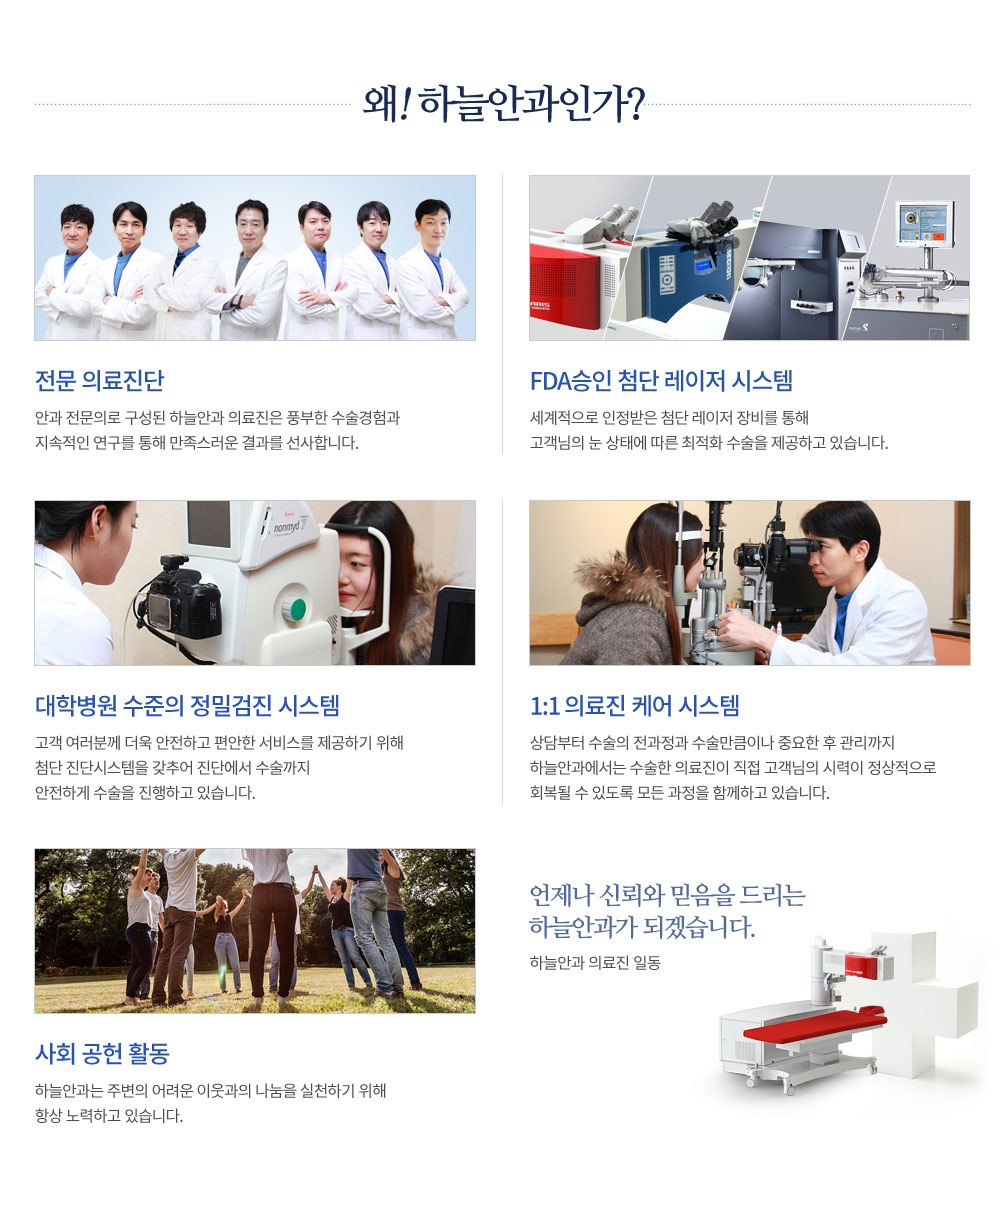 왜! 하늘안과인가?
전문 의료진단
안과 전문의로 구성된 하늘안과 의료진은 풍부한 수술경험과
지속적인 연구를 통해 만족스러운 결과를 선사합니다.
FDA승인 첨단 레이저 시스템
세계적으로 인정받은 첨단 레이저 장비를 통해
고객님의 눈 상태에 따른 최적화 수술을 제공하고 있습니다.
nonmyd 7
대학병원 수준의 정밀검진 시스템
고객 여러분께 더욱 안전하고 편안한 서비스를 제공하기 위해
첨단 진단시스템을 갖추어 진단에서 수술까지
안전하게 수술을 진행하고 있습니다.
1:1 의료진 케어 시스템
상담부터 수술의 전과정과 수술만큼이나 중요한 후 관리까지
하늘안과에서는 수술한 의료진이 직접 고객님의 시력이 정상적으로
회복될 수 있도록 모든 과정을 함께하고 있습니다.
사회 공헌 활동
하늘안과는 주변의 어려운 이웃과의 나눔을 실천하기 위해
항상 노력하고 있습니다.
언제나 신뢰와 믿음을 드리는
하늘안과가 되겠습니다.
하늘안과 의료진 일동